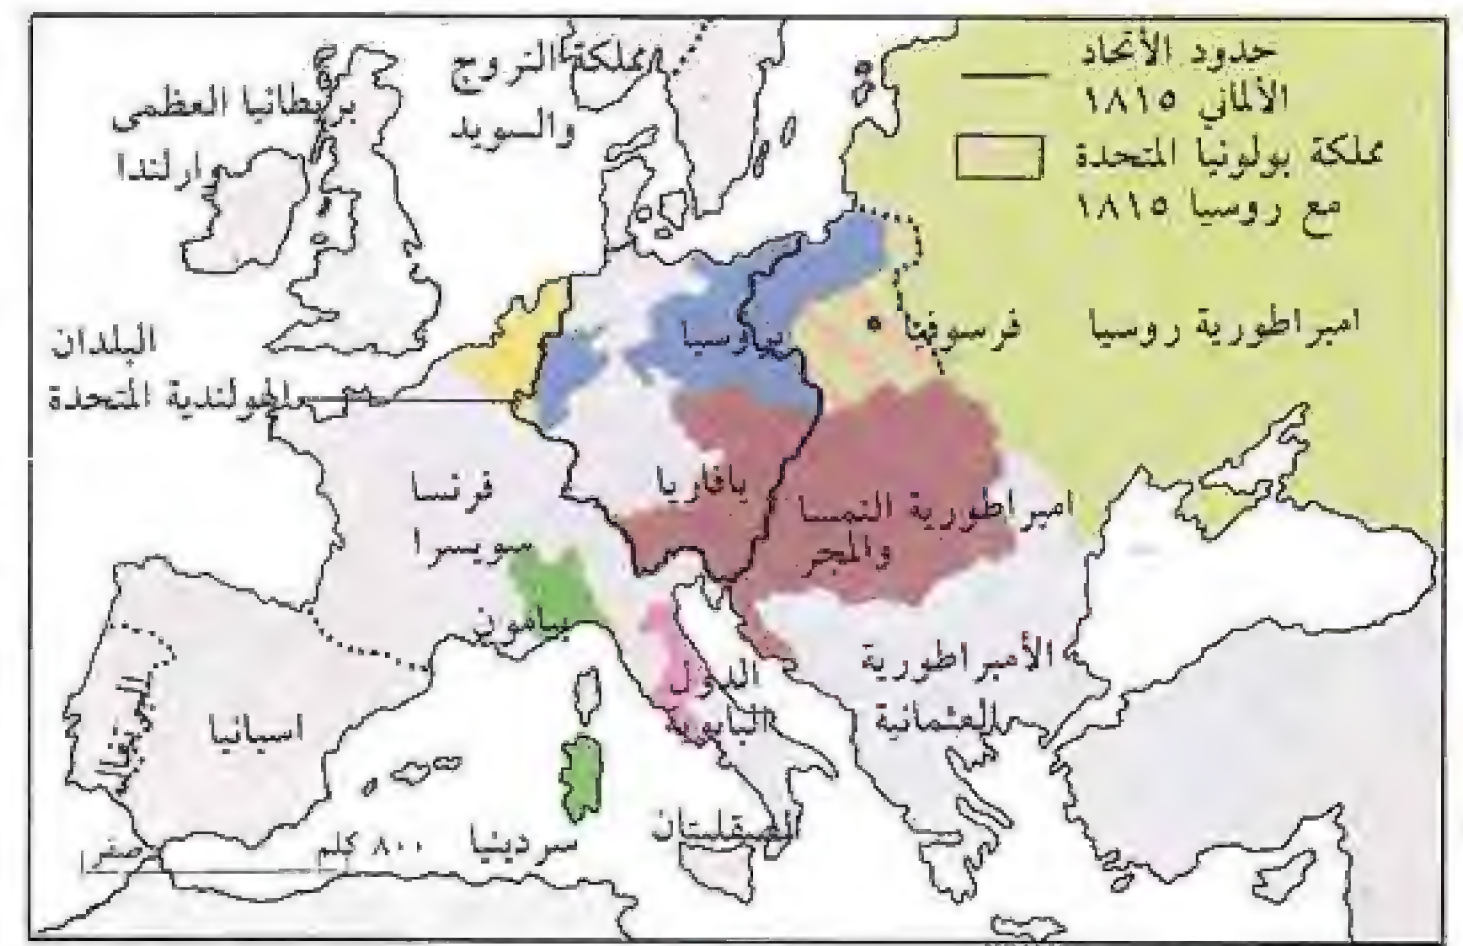 حدود الأتحاد
الألماني ١٨١٥
مملكة بولونيا المتحدة
مع روسيا ١٨١٥
مملكة النروج
والسويد
بريطانيا العظمى
وارلندا
البلدان
الهولندية المتحدة
بروسيا
فرسوفيا
امبراطورية روسيا
فرنسا
بافاريا
امبراطورية النمسا
والمجر
سويسرا
بيامون
الدول
البابوية
الأمبراطورية
العثمانية
اسبانيا
البرتغال
الصقليتان
سردينيا
صفر ٨٠٠ كلم